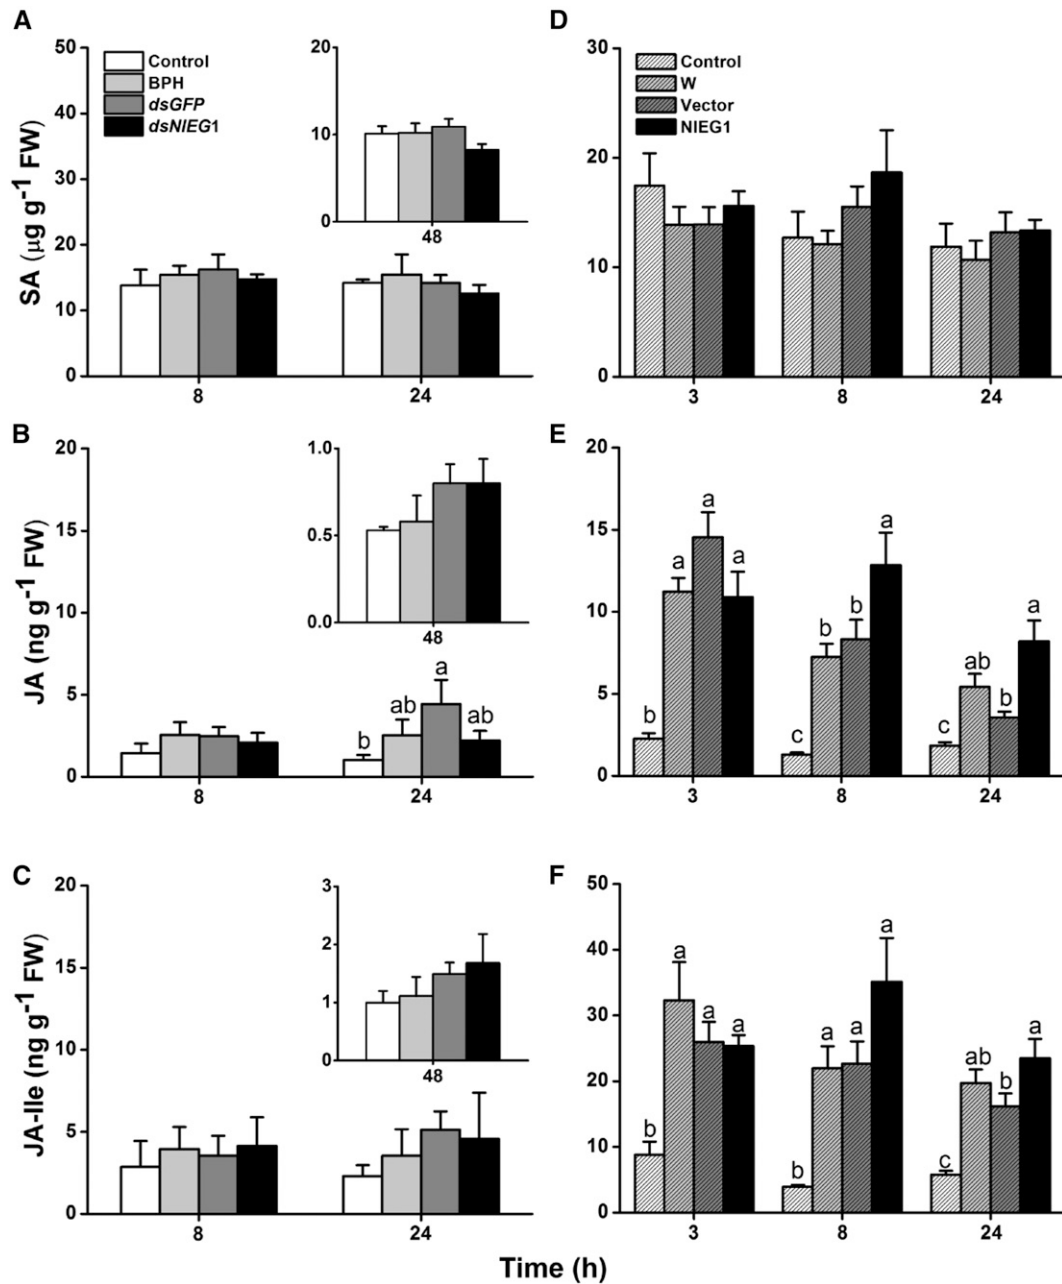 A
SA (µg g-1 FW)
50
40
30
20
10
0
Control
BPH
dsGFP
dsNlEG1
20
10
0
48
8
24
D
30
20
10
0
Control
W
Vector
NlEG1
3
8
24
B
JA (ng g-1 FW)
20
15
10
5
0
1.0
0.5
0.0
48
b
ab
a
ab
8
24
E
20
15
10
5
0
b
a
a
a
c
b
b
a
c
ab
b
a
3
8
24
C
JA-Ile (ng g-1 FW)
20
15
10
5
0
3
2
1
0
48
8
24
F
50
40
30
20
10
0
b
a
a
a
b
a
a
a
c
ab
b
a
3
8
24
Time (h)